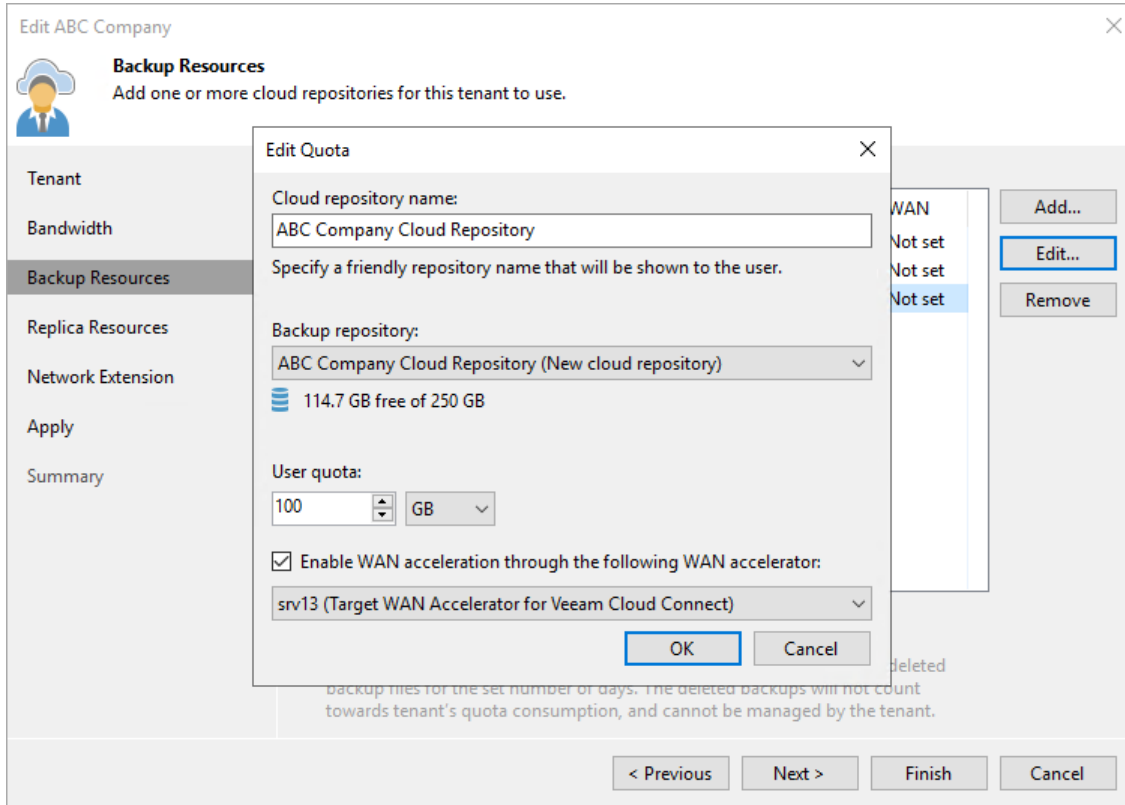 Edit ABC Company
Backup Resources
Add one or more cloud repositories for this tenant to use.
Tenant
Bandwidth
Backup Resources
Replica Resources
Network Extension
Apply
Summary
Edit Quota
Cloud repository name:
ABC Company Cloud Repository
Specify a friendly repository name that will be shown to the user.
Backup repository:
ABC Company Cloud Repository (New cloud repository)
114.7 GB free of 250 GB
User quota:
100 GB
Enable WAN acceleration through the following WAN accelerator:
srv13 (Target WAN Accelerator for Veeam Cloud Connect)
OK Cancel
WAN
Not set
Not set
Not set
Add...
Edit...
Remove
deleted
backup files for the set number of days. The deleted backups will not count
towards tenant's quota consumption, and cannot be managed by the tenant.
< Previous Next > Finish Cancel